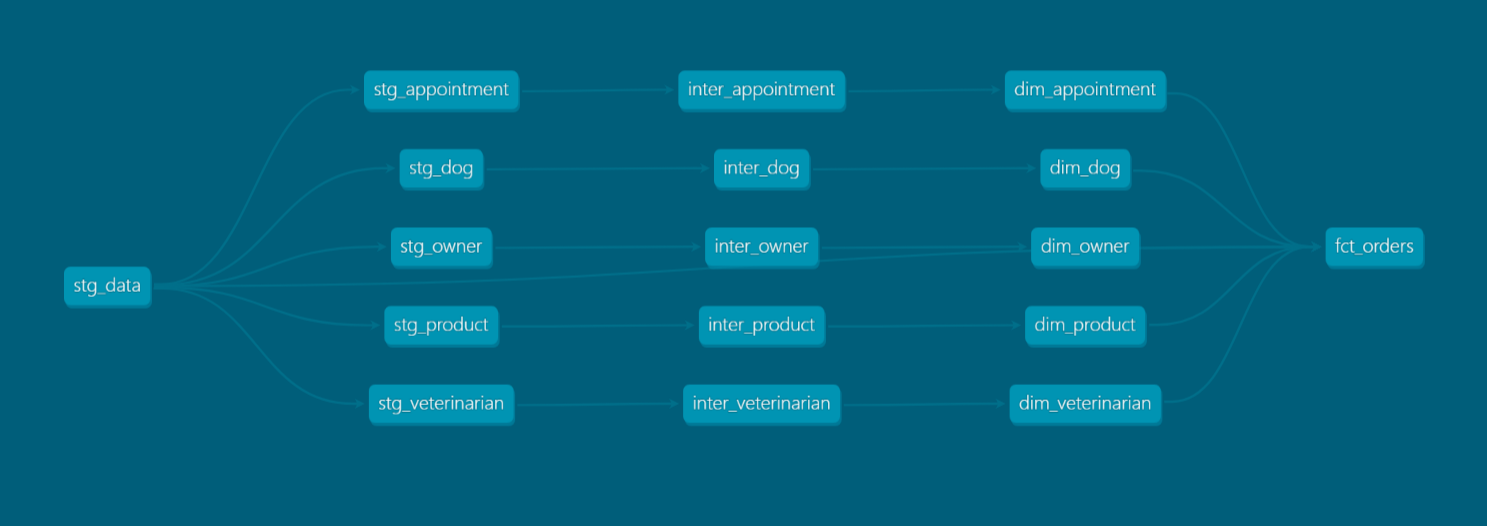 stg_appointment
inter_appointment
dim_appointment
stg_dog
inter_dog
dim_dog
stg_owner
inter_owner
dim_owner
fct_orders
stg_data
stg_product
inter_product
dim_product
stg_veterinarian
inter_veterinarian
dim_veterinarian